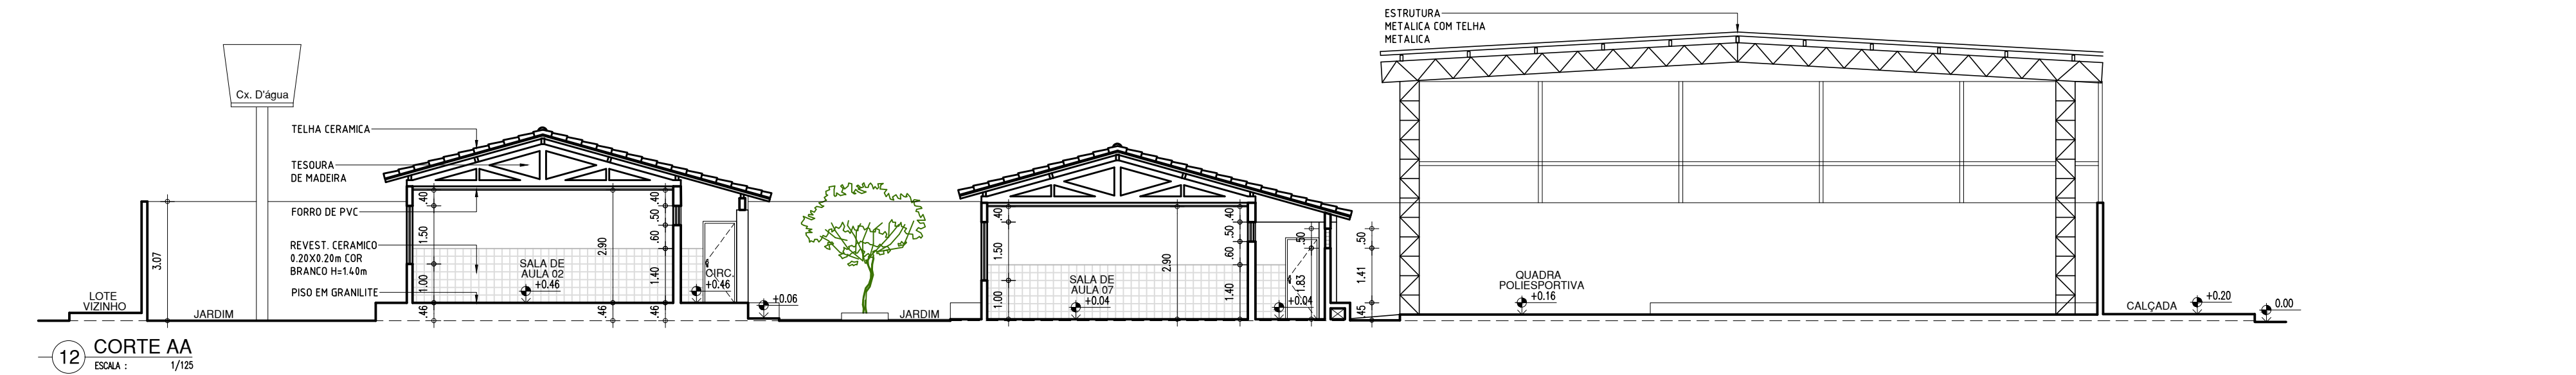 ESTRUTURA
METALICA COM TELHA
METALICA
Cx. D'água
TELHA CERAMICA
TESOURA
DE MADEIRA
FORRO DE PVC
REVEST. CERAMICO
0.20X0.20m COR
BRANCO H=1.40m
PISO EM GRANILITE
3.07
LOTE
VIZINHO
JARDIM
.40
1.50
1.00
.46
SALA DE
AULA 02
+0.46
2.90
.46
.40
.50
.60
1.40
.46
CIRC.
+0.46
+0.06
JARDIM
.40
1.50
1.00
SALA DE
AULA 07
+0.04
2.90
.40
.50
.60
1.40
+0.04
.50
1.83
.50
1.41
.45
QUADRA
POLIESPORTIVA
+0.16
CALÇADA
+0.20
0.00
12
CORTE AA
ESCALA :
1/125